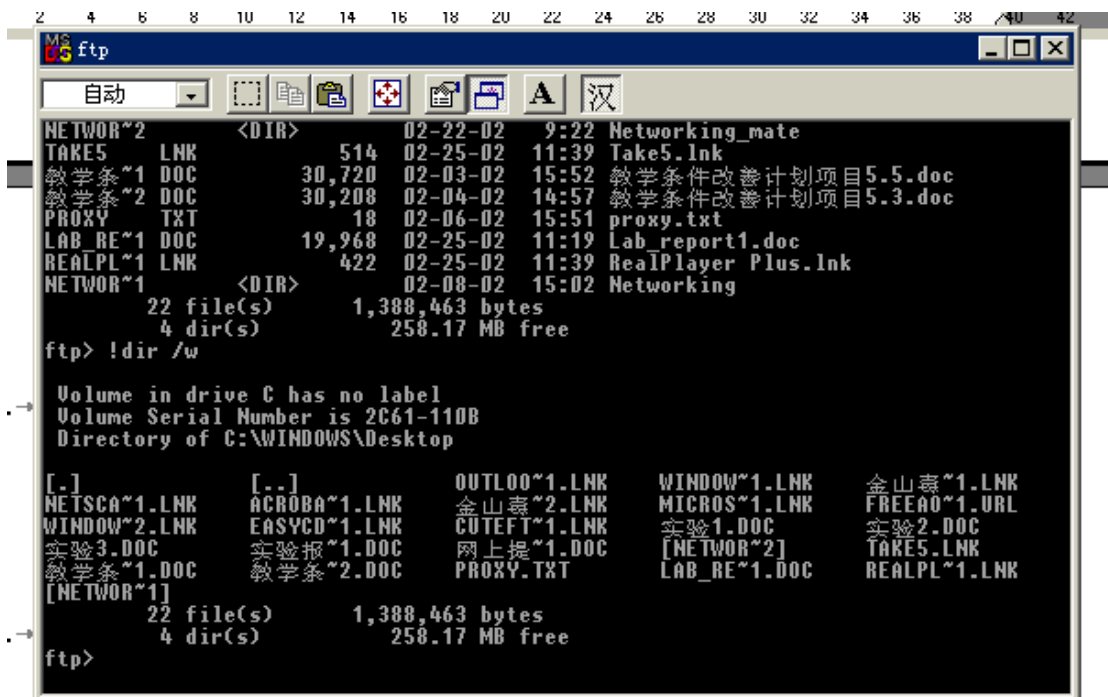 2 4 6 8 10 12 14 16 18 20 22 24 26 28 30 32 34 36 38 40 42
MS ftp
自动 A 汉
NETWOR~2 <DIR> 02-22-02 9:22 Networking_mate
TAKE5 LNK 514 02-25-02 11:39 Take5.lnk
教学条~1 DOC 30,720 02-03-02 15:52 教学条件改善计划项目5.5.doc
教学条~2 DOC 30,208 02-04-02 14:57 教学条件改善计划项目5.3.doc
PROXY TXT 18 02-06-02 15:51 proxy.txt
LAB_RE~1 DOC 19,968 02-25-02 11:19 Lab_report1.doc
REALPL~1 LNK 422 02-25-02 11:39 RealPlayer Plus.lnk
NETWOR~1 <DIR> 02-08-02 15:02 Networking
22 file(s) 1,388,463 bytes
4 dir(s) 258.17 MB free
ftp> !dir /w
Volume in drive C has no label
Volume Serial Number is 2C61-110B
Directory of C:\WINDOWS\Desktop
[.] [..] OUTLOO~1.LNK WINDOW~1.LNK 金山毒~1.LNK
NETSCA~1.LNK ACROBA~1.LNK 金山毒~2.LNK MICROS~1.LNK FREEAO~1.URL
WINDOW~2.LNK EASYCD~1.LNK CUTEFT~1.LNK 实验1.DOC 实验2.DOC
实验3.DOC 实验报~1.DOC 网上提~1.DOC [NETWOR~2] TAKE5.LNK
教学条~1.DOC 教学条~2.DOC PROXY.TXT LAB_RE~1.DOC REALPL~1.LNK
[NETWOR~1]
22 file(s) 1,388,463 bytes
4 dir(s) 258.17 MB free
ftp>